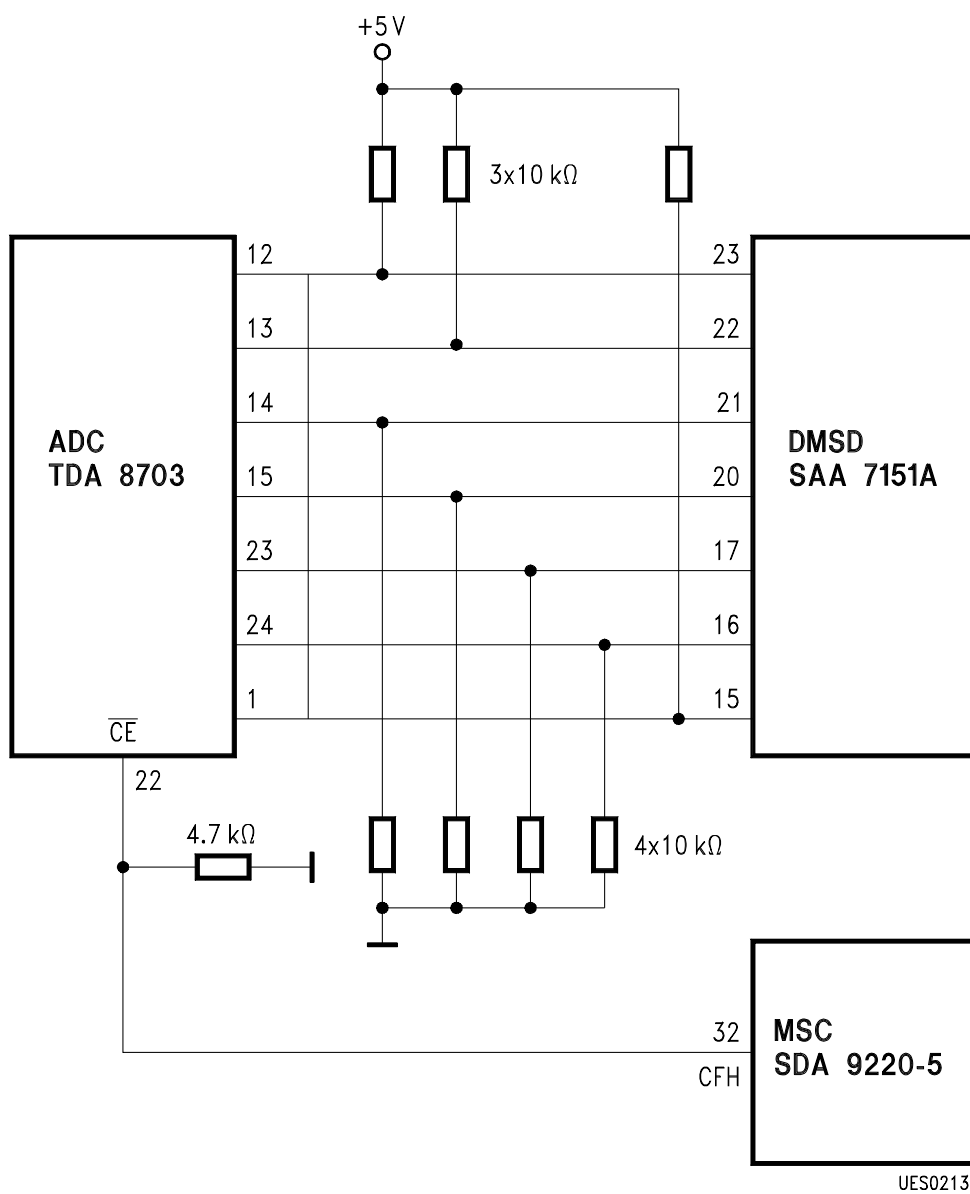 +5V
3x10 kΩ
12
23
13
22
14
21
ADC
TDA 8703
DMSD
SAA 7151A
15
20
23
17
24
16
1
15
CE
22
4.7 kΩ
4x10 kΩ
32
MSC
SDA 9220-5
CFH
UES0213